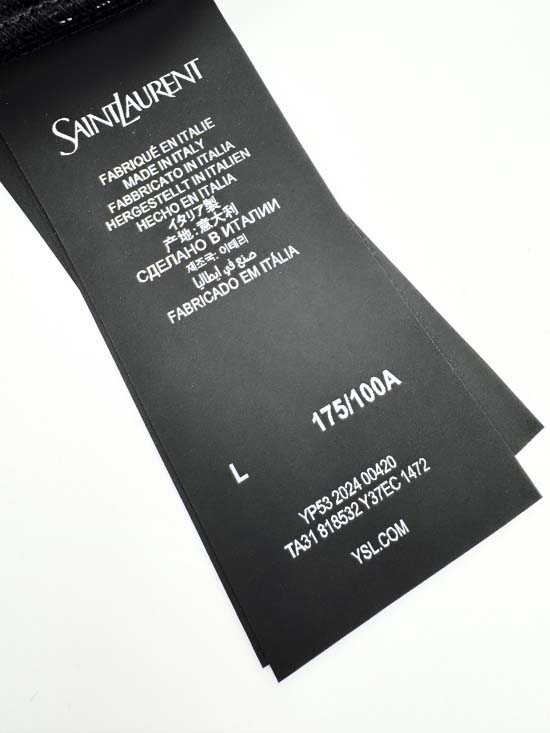 SAINT LAURENT
FABRIQUÉ EN ITALIE
MADE IN ITALY
FABBRICATO IN ITALIA
HERGESTELLT IN ITALIEN
HECHO EN ITALIA
イタリア製
产地:意大利
СДЕЛАНО В ИТАЛИИ
제조국: 이태리
صنع في ايطاليا
FABRICADO EM ITÁLIA
175/100A
L
YP53 2024 00420
TA31 818532 Y37EC 1472
YSL.COM